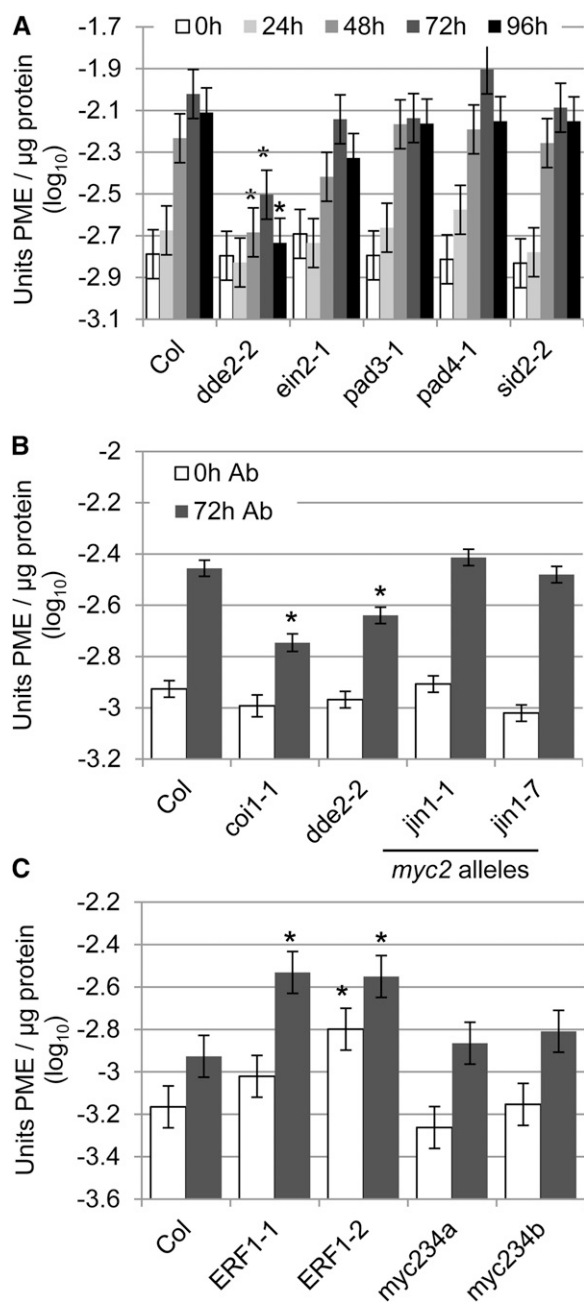 A
-1.7
-1.9
-2.1
-2.3
-2.5
-2.7
-2.9
-3.1
Units PME / µg protein
(log10)
0h 24h 48h 72h 96h
* * *
Col dde2-2 ein2-1 pad3-1 pad4-1 sid2-2
B
-2
-2.2
-2.4
-2.6
-2.8
-3
-3.2
Units PME / µg protein
(log10)
0h Ab
72h Ab
* *
Col coi1-1 dde2-2 jin1-1 jin1-7
myc2 alleles
C
-2.2
-2.4
-2.6
-2.8
-3
-3.2
-3.4
-3.6
Units PME / µg protein
(log10)
* * *
Col ERF1-1 ERF1-2 myc234a myc234b